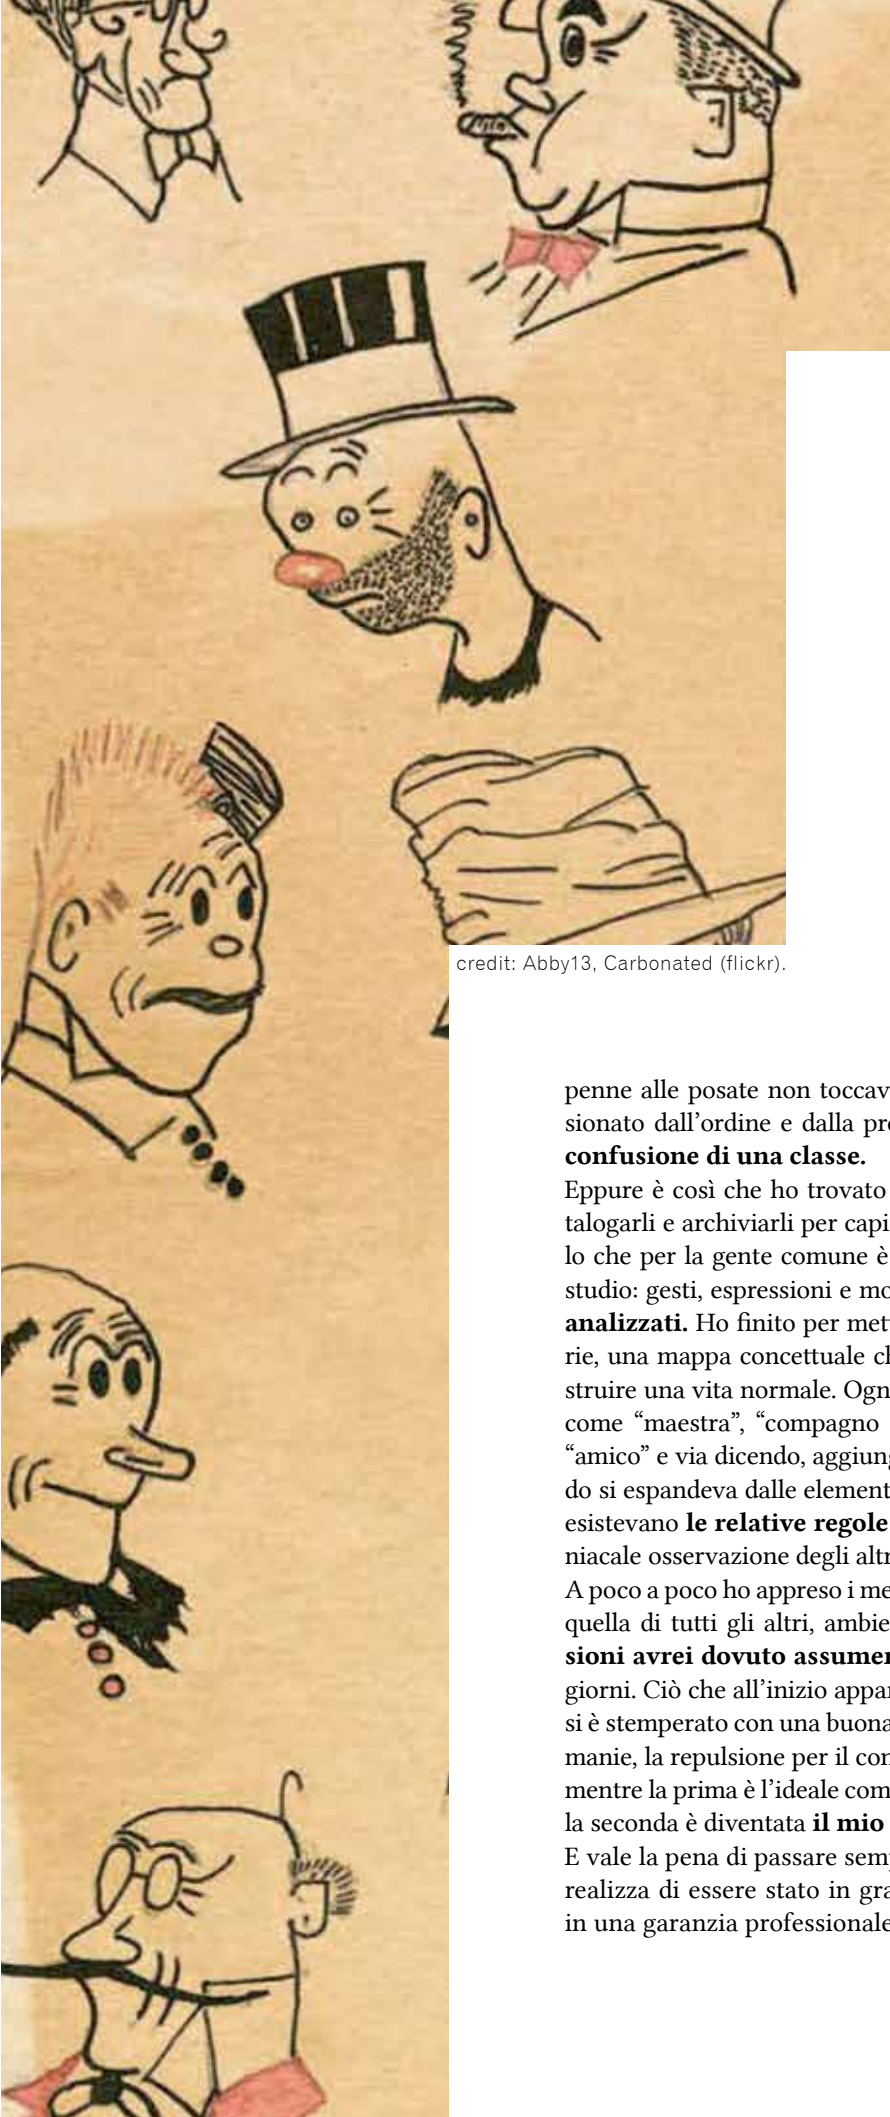 credit: Abby13, Carbonated (flickr).
penne alle posate non toccav
sionato dall'ordine e dalla pr
confusione di una classe.
Eppure è così che ho trovato
talogarli e archiviarli per capi
lo che per la gente comune è
studio: gesti, espressioni e mo
analizzati. Ho finito per met
rie, una mappa concettuale ch
struire una vita normale. Ogn
come “maestra”, “compagno
“amico” e via dicendo, aggiung
do si espandeva dalle element
esistevano le relative regole
niacale osservazione degli altr
A poco a poco ho appreso i me
quella di tutti gli altri, ambie
sioni avrei dovuto assumer
giorni. Ciò che all'inizio appar
si è stemperato con una buona
manie, la repulsione per il con
mentre la prima è l'ideale com
la seconda è diventata il mio
E vale la pena di passare semp
realizza di essere stato in gra
in una garanzia professionale